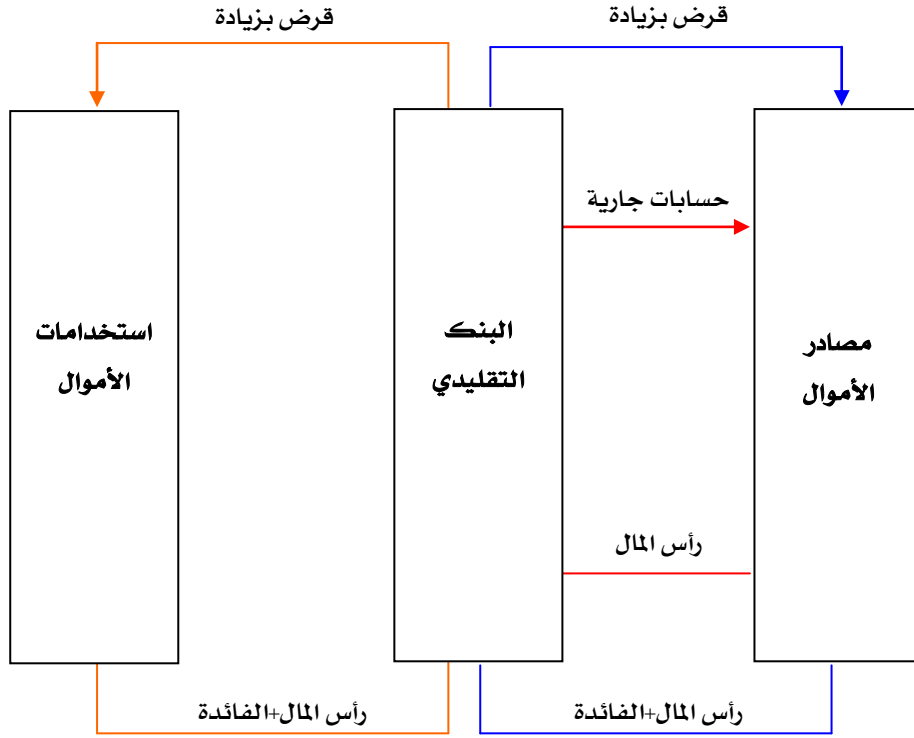 قرض بزيادة
قرض بزيادة
حسابات جارية
مصادر
الأموال
البنك
التقليدي
استخدامات
الأموال
رأس المال
رأس المال+الفائدة
رأس المال+الفائدة